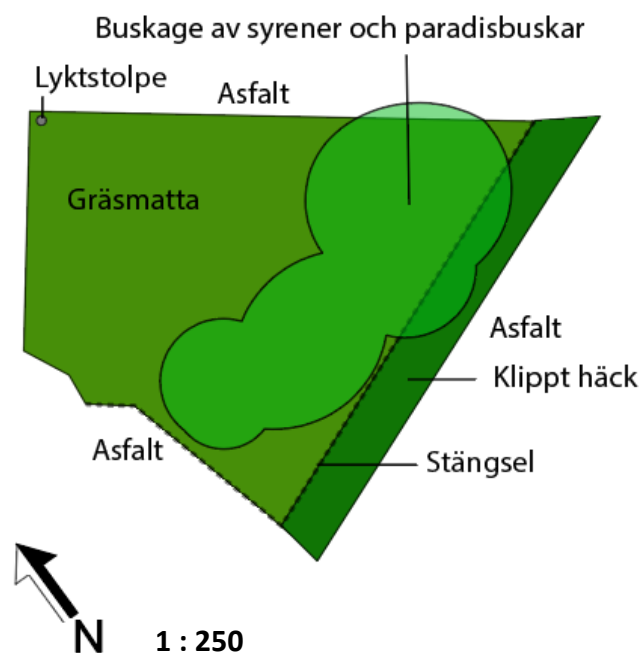 Buskage av syrener och paradisbuskar
Lyktstolpe
Asfalt
Gräsmatta
Asfalt
Klippt häck
Asfalt
Stängsel
N
1 : 250